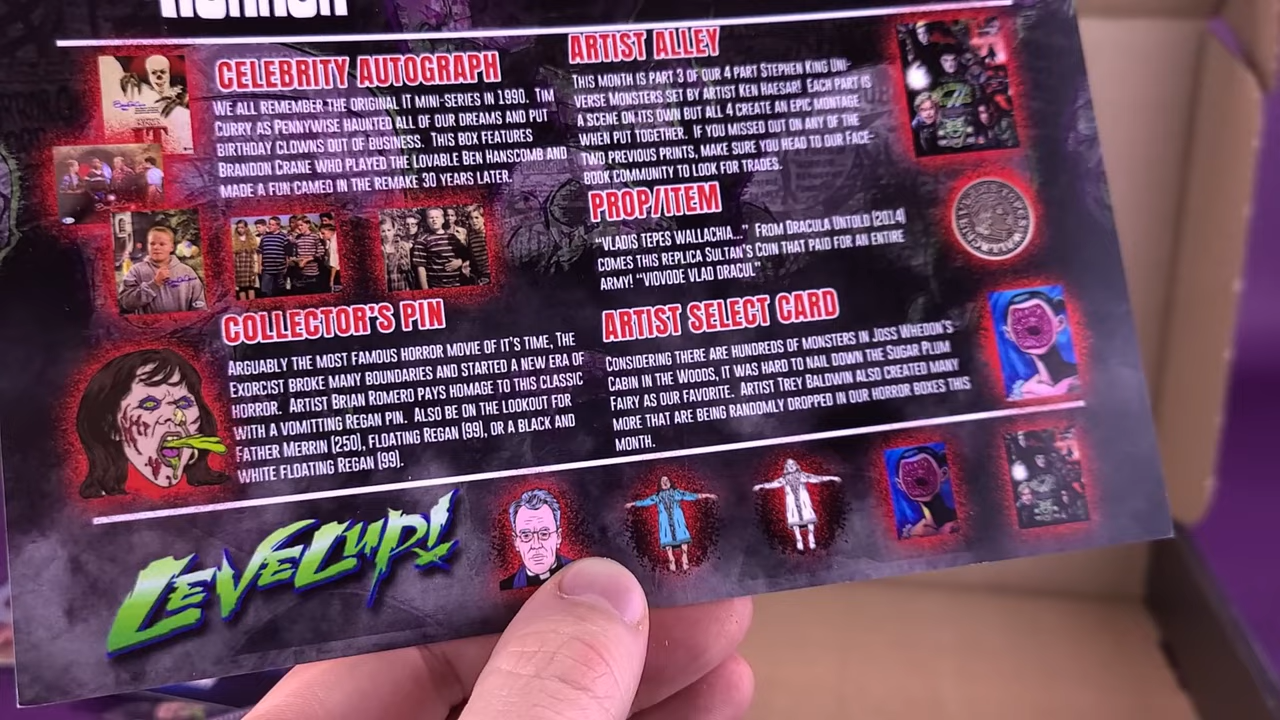 HORROR
CELEBRITY AUTOGRAPH
WE ALL REMEMBER THE ORIGINAL IT MINI-SERIES IN 1990. TIM
CURRY AS PENNYWISE HAUNTED ALL OF OUR DREAMS AND PUT
BIRTHDAY CLOWNS OUT OF BUSINESS. THIS BOX FEATURES
BRANDON CRANE WHO PLAYED THE LOVABLE BEN HANSCOMB AND
MADE A FUN CAMEO IN THE REMAKE 30 YEARS LATER.
COLLECTOR'S PIN
ARGUABLY THE MOST FAMOUS HORROR MOVIE OF IT'S TIME, THE
EXORCIST BROKE MANY BOUNDARIES AND STARTED A NEW ERA OF
HORROR. ARTIST BRIAN ROMERO PAYS HOMAGE TO THIS CLASSIC
WITH A VOMITTING REGAN PIN. ALSO BE ON THE LOOKOUT FOR
FATHER MERRIN (250), FLOATING REGAN (99), OR A BLACK AND
WHITE FLOATING REGAN (99).
ARTIST ALLEY
THIS MONTH IS PART 3 OF OUR 4 PART STEPHEN KING UNI-
VERSE MONSTERS SET BY ARTIST KEN HAESAR! EACH PART IS
A SCENE ON ITS OWN BUT ALL 4 CREATE AN EPIC MONTAGE
WHEN PUT TOGETHER. IF YOU MISSED OUT ON ANY OF THE
TWO PREVIOUS PRINTS, MAKE SURE YOU HEAD TO OUR FACE-
BOOK COMMUNITY TO LOOK FOR TRADES.
PROP/ITEM
"VLADIS TEPES WALLACHIA..." FROM DRACULA UNTOLD (2014)
COMES THIS REPLICA SULTAN'S COIN THAT PAID FOR AN ENTIRE
ARMY! "VIOVODE VLAD DRACUL"
ARTIST SELECT CARD
CONSIDERING THERE ARE HUNDREDS OF MONSTERS IN JOSS WHEDON'S
CABIN IN THE WOODS, IT WAS HARD TO NAIL DOWN THE SUGAR PLUM
FAIRY AS OUR FAVORITE. ARTIST TREY BALDWIN ALSO CREATED MANY
MORE THAT ARE BEING RANDOMLY DROPPED IN OUR HORROR BOXES THIS
MONTH.
LEVELUP!